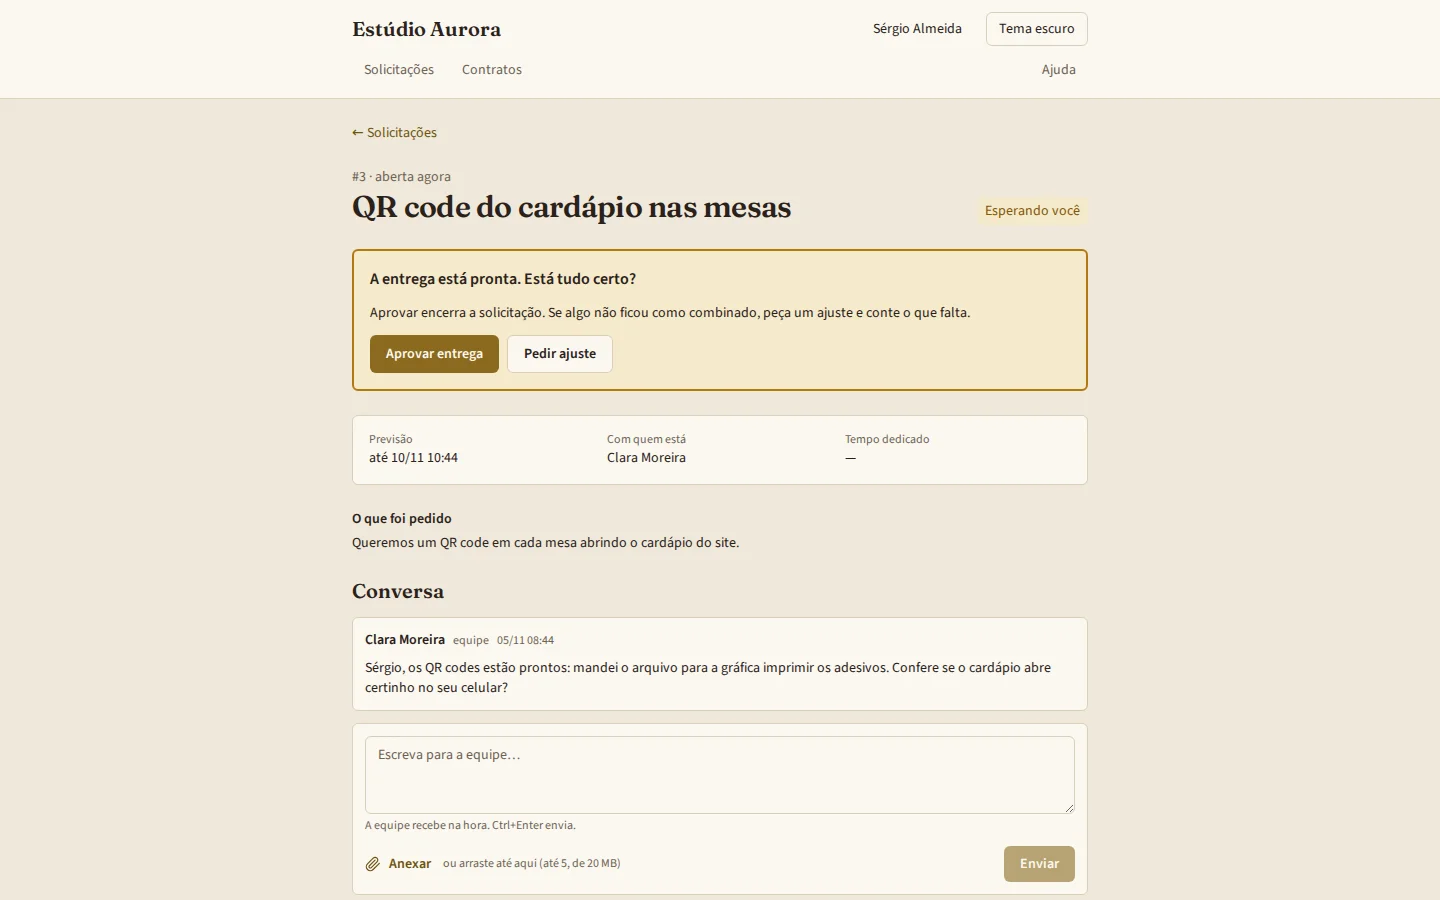 Estúdio Aurora
Sérgio Almeida
Tema escuro
Solicitações
Contratos
Ajuda
← Solicitações
#3 · aberta agora
QR code do cardápio nas mesas
Esperando você
A entrega está pronta. Está tudo certo?
Aprovar encerra a solicitação. Se algo não ficou como combinado, peça um ajuste e conte o que falta.
Aprovar entrega
Pedir ajuste
Previsão
até 10/11 10:44
Com quem está
Clara Moreira
Tempo dedicado
—
O que foi pedido
Queremos um QR code em cada mesa abrindo o cardápio do site.
Conversa
Clara Moreira equipe 05/11 08:44
Sérgio, os QR codes estão prontos: mandei o arquivo para a gráfica imprimir os adesivos. Confere se o cardápio abre
certinho no seu celular?
Escreva para a equipe…
A equipe recebe na hora. Ctrl+Enter envia.
Anexar
ou arraste até aqui (até 5, de 20 MB)
Enviar